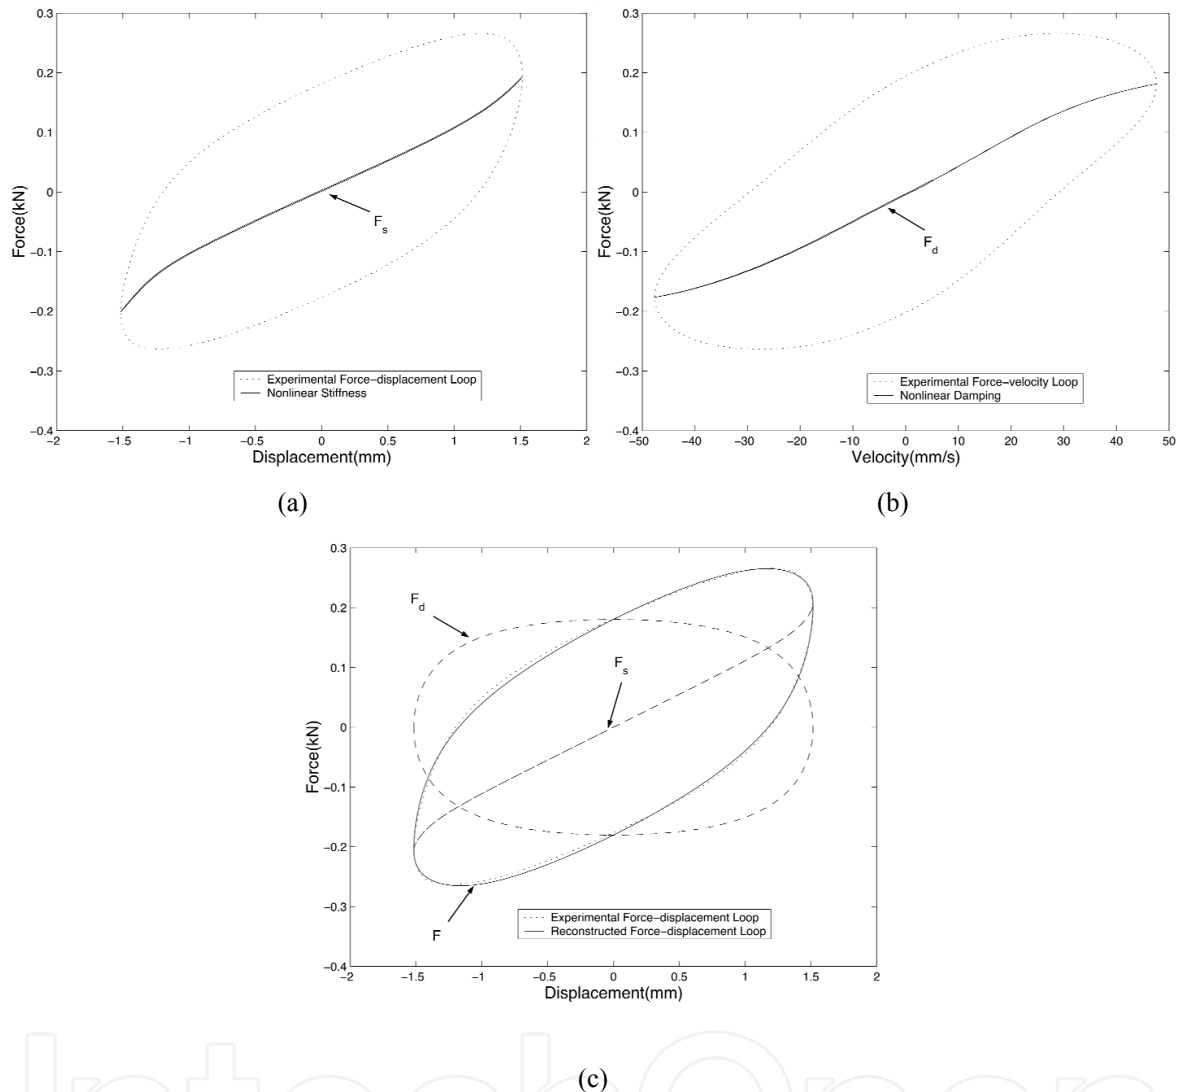 0.3
0.2
0.1
0
−0.1
−0.2
−0.3
−0.4
Force(kN)
Fs
Experimental Force−displacement Loop
Nonlinear Stiffness
−2 −1.5 −1 −0.5 0 0.5 1 1.5 2
Displacement(mm)
(a)
0.3
0.2
0.1
0
−0.1
−0.2
−0.3
−0.4
Force(kN)
Fd
Experimental Force−velocity Loop
Nonlinear Damping
−50 −40 −30 −20 −10 0 10 20 30 40 50
Velocity(mm/s)
(b)
0.3
0.2
0.1
0
−0.1
−0.2
−0.3
−0.4
Force(kN)
Fd
Fs
F
Experimental Force−displacement Loop
Reconstructed Force−displacement Loop
−2 −1.5 −1 −0.5 0 0.5 1 1.5 2
Displacement(mm)
(c)
IntechOpen